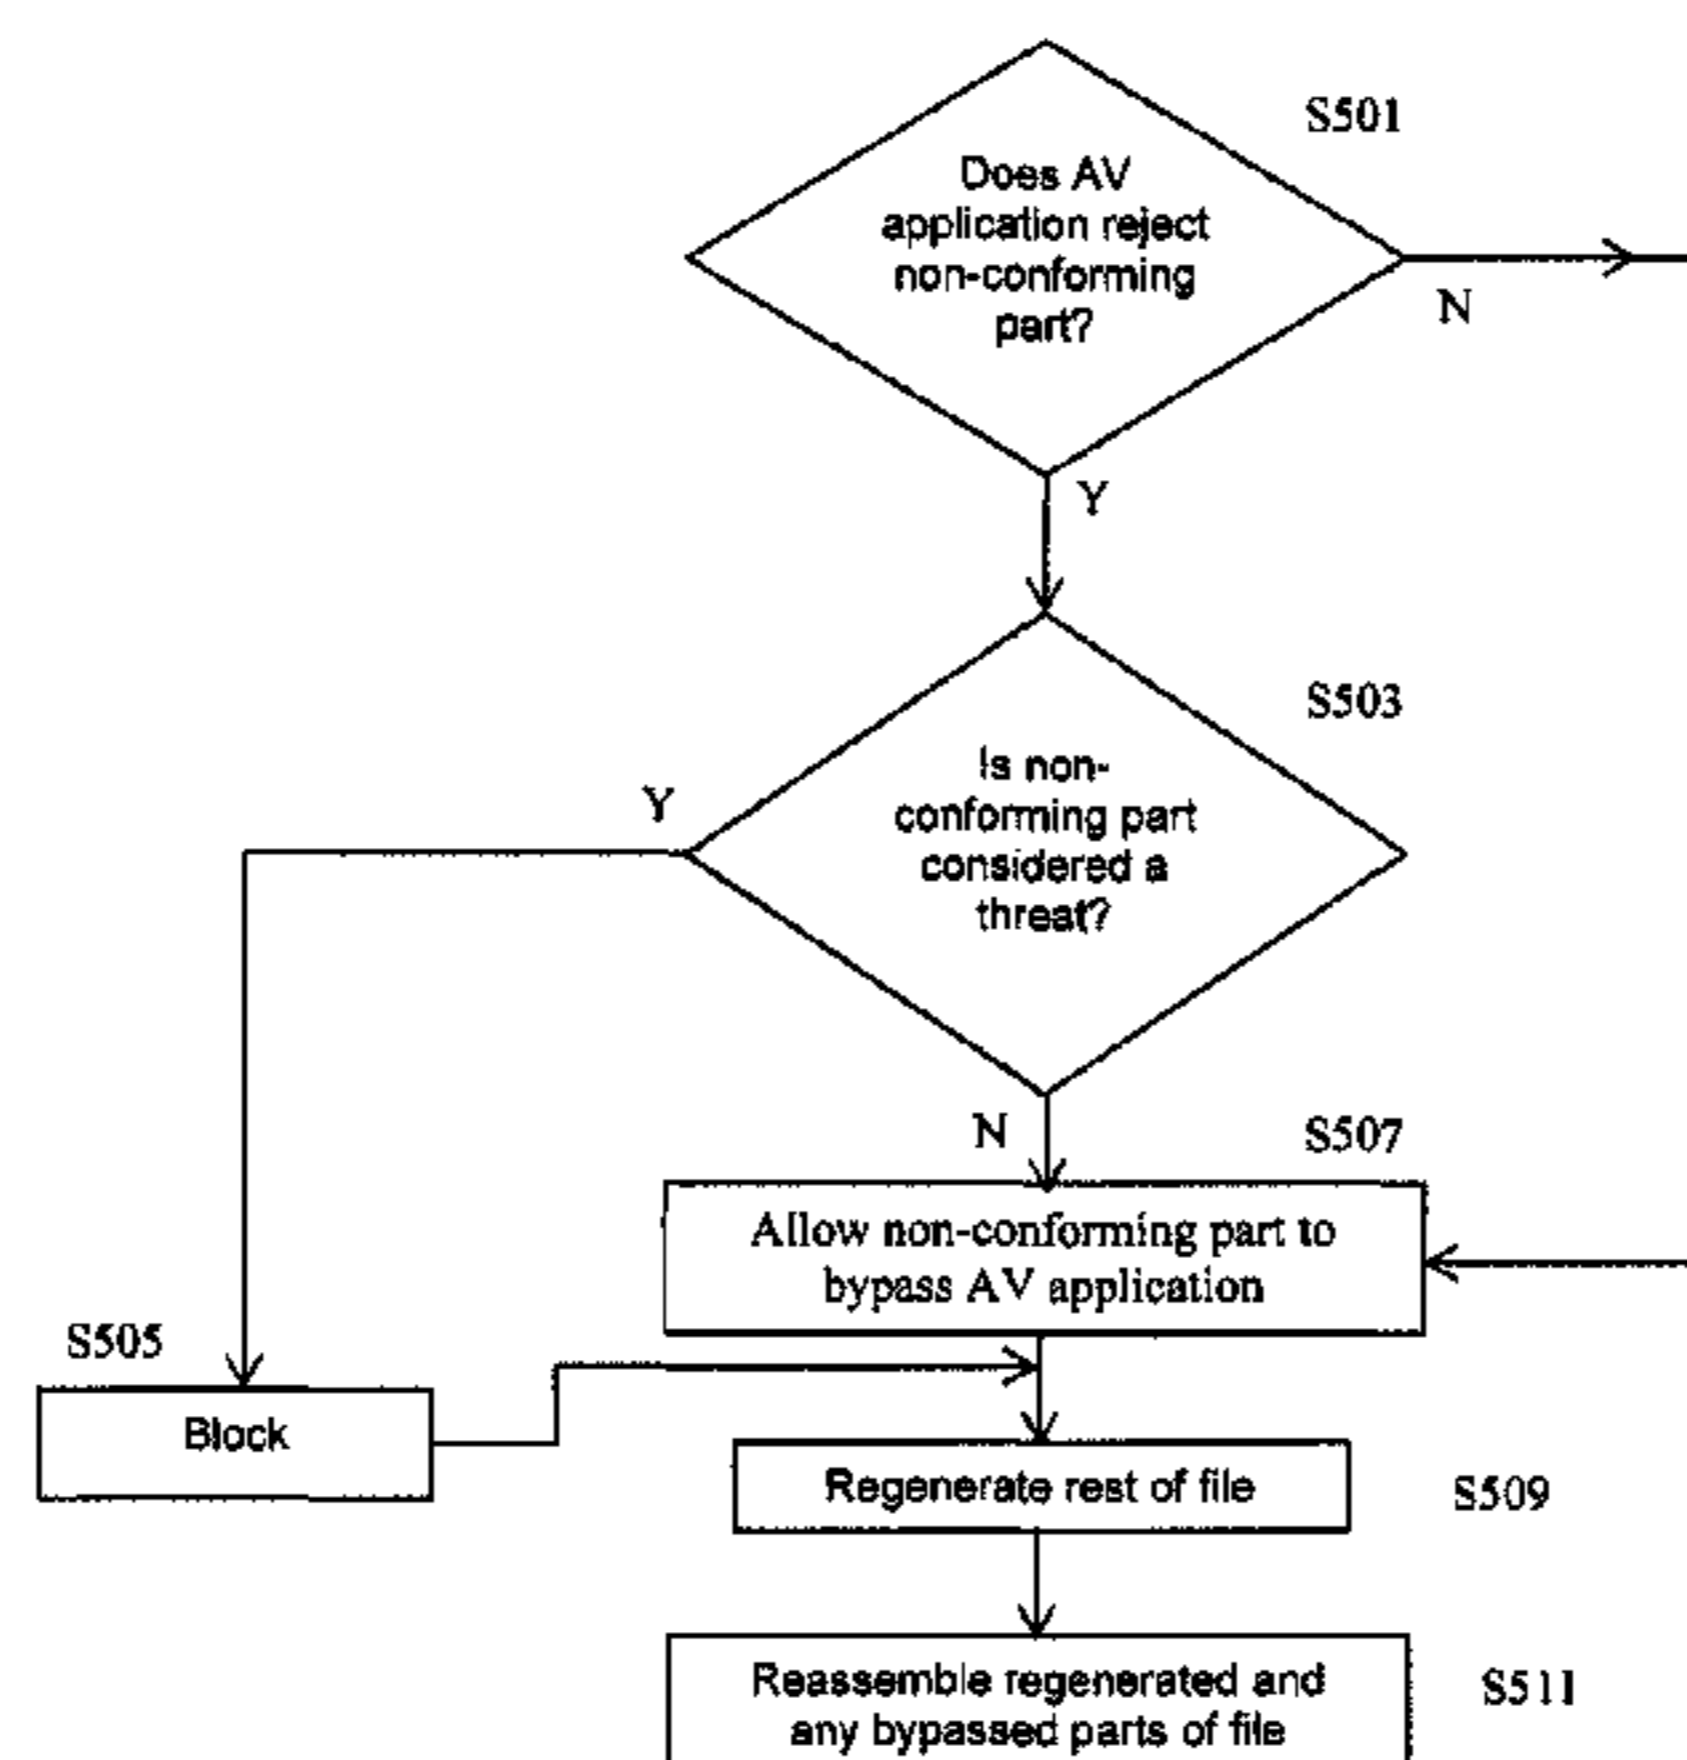 S501
Does AV
application reject
non-conforming
part?
N
Y
S503
Is non-
conforming part
considered a
threat?
Y
N
S507
Allow non-conforming part to
bypass AV application
S505
Block
Regenerate rest of file
S509
Reassemble regenerated and
any bypassed parts of file
S511